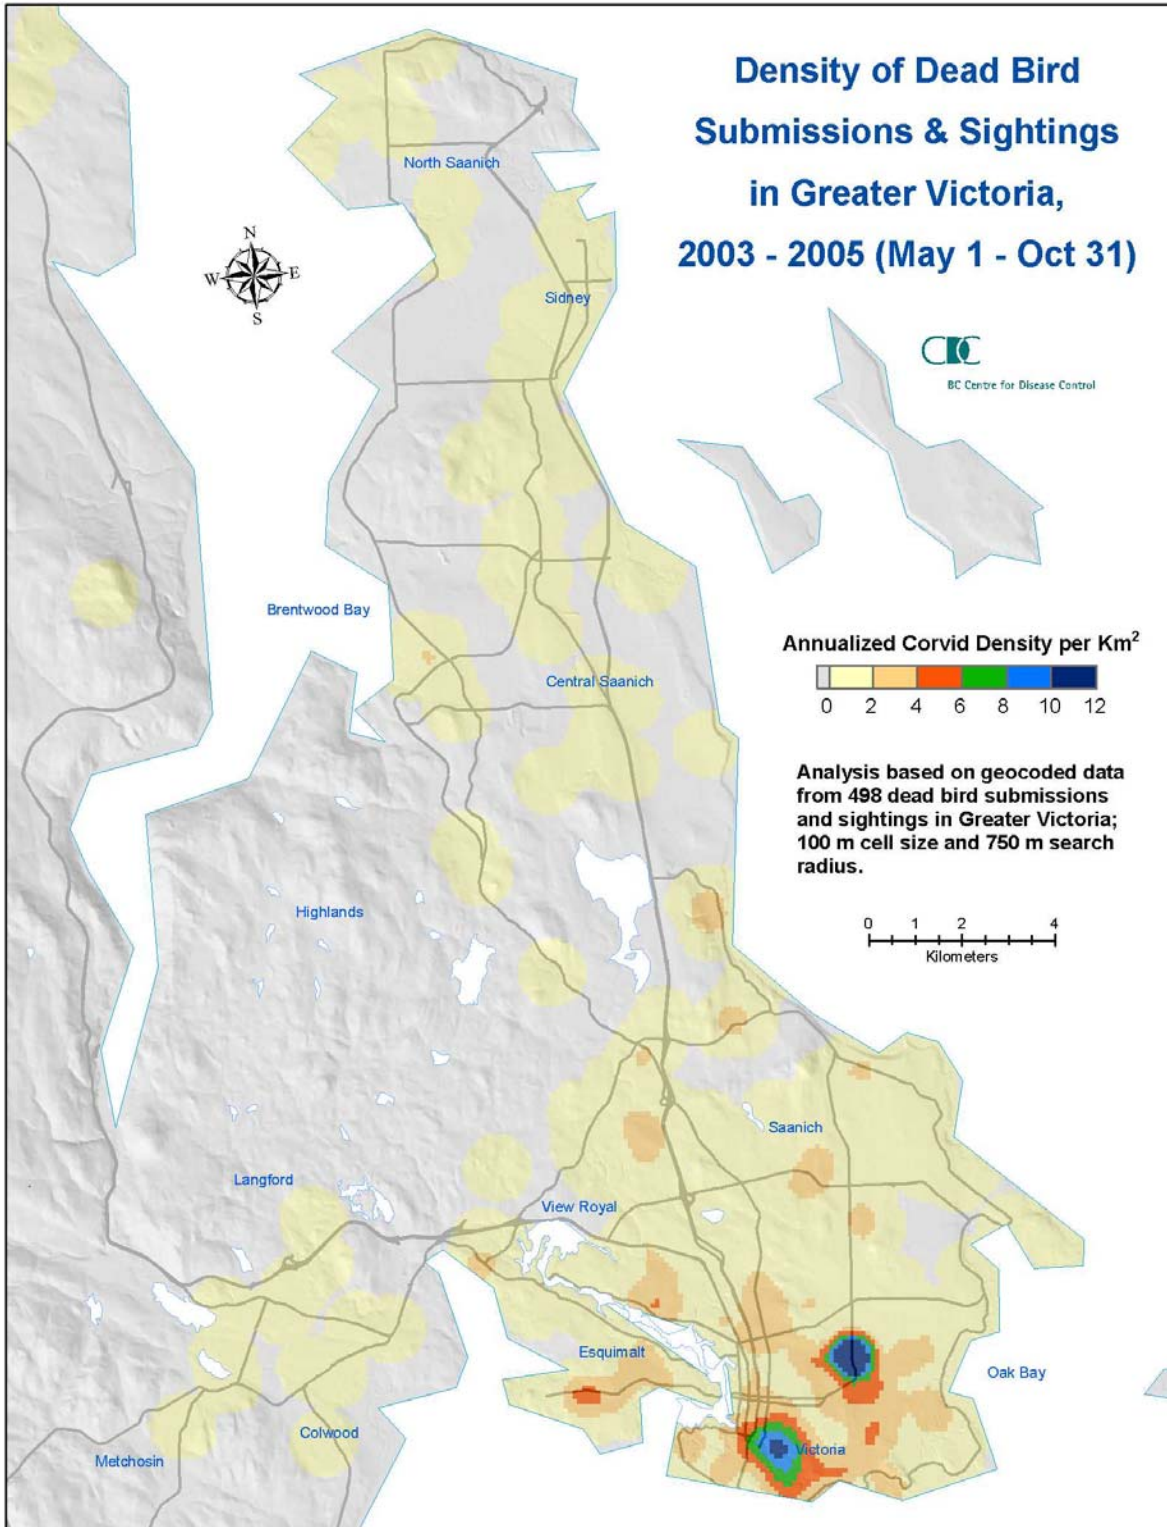 Density of Dead Bird
Submissions & Sightings
in Greater Victoria,
2003 - 2005 (May 1 - Oct 31)
North Saanich
N
W E
S
Sidney
CDC
BC Centre for Disease Control
Brentwood Bay
Annualized Corvid Density per Km²
0 2 4 6 8 10 12
Central Saanich
Analysis based on geocoded data
from 498 dead bird submissions
and sightings in Greater Victoria;
100 m cell size and 750 m search
radius.
Highlands
0 1 2 4
Kilometers
Saanich
Langford
View Royal
Esquimalt
Oak Bay
Colwood
Victoria
Metchosin